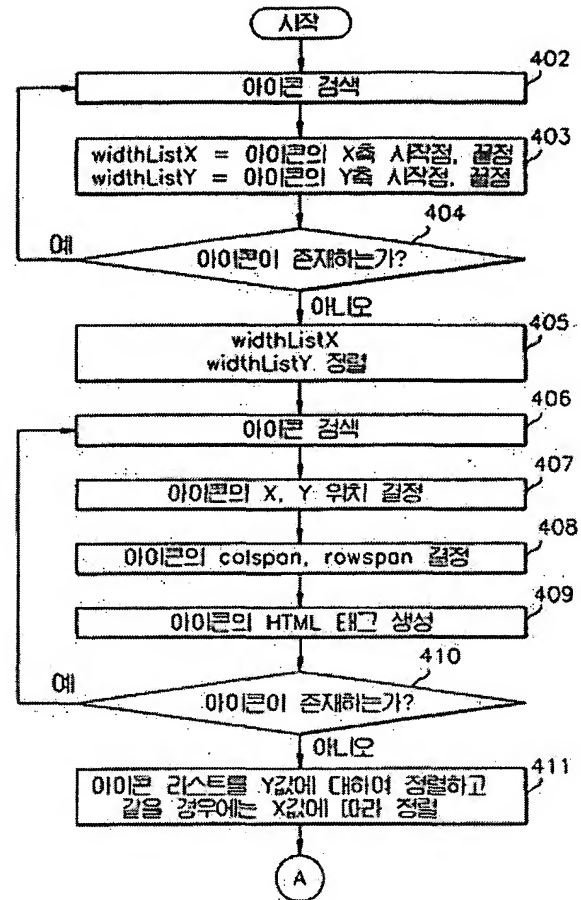 시작
402
아이콘 검색
403
widthListX = 아이콘의 X축 시작점, 끝점
widthListY = 아이콘의 Y축 시작점, 끝점
404
예
아이콘이 존재하는가?
아니오
405
widthListX
widthListY 정렬
406
아이콘 검색
407
아이콘의 X, Y 위치 결정
408
아이콘의 colspan, rowspan 결정
409
아이콘의 HTML 태그 생성
410
예
아이콘이 존재하는가?
아니오
411
아이콘 리스트를 Y값에 대하여 정렬하고
같을 경우에는 X값에 따라 정렬
A